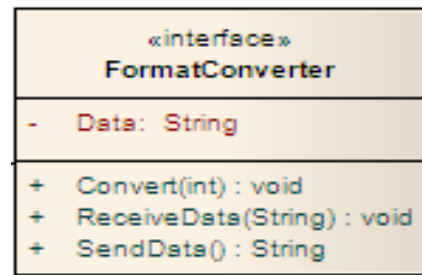 «interface»
FormatConverter
- Data: String
+ Convert(int) : void
+ ReceiveData(String) : void
+ SendData() : String